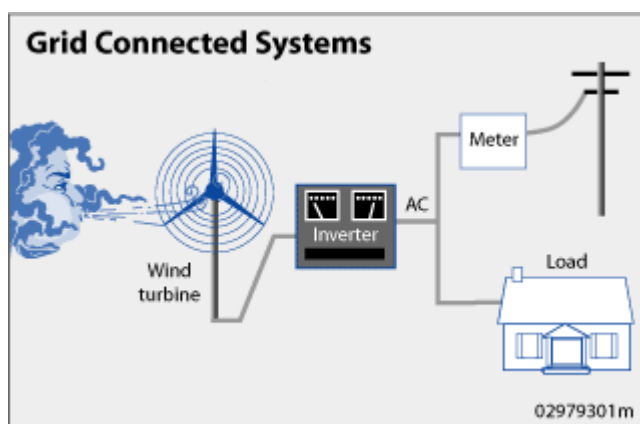 Grid Connected Systems
Meter
AC
Inverter
Wind
turbine
Load
02979301m